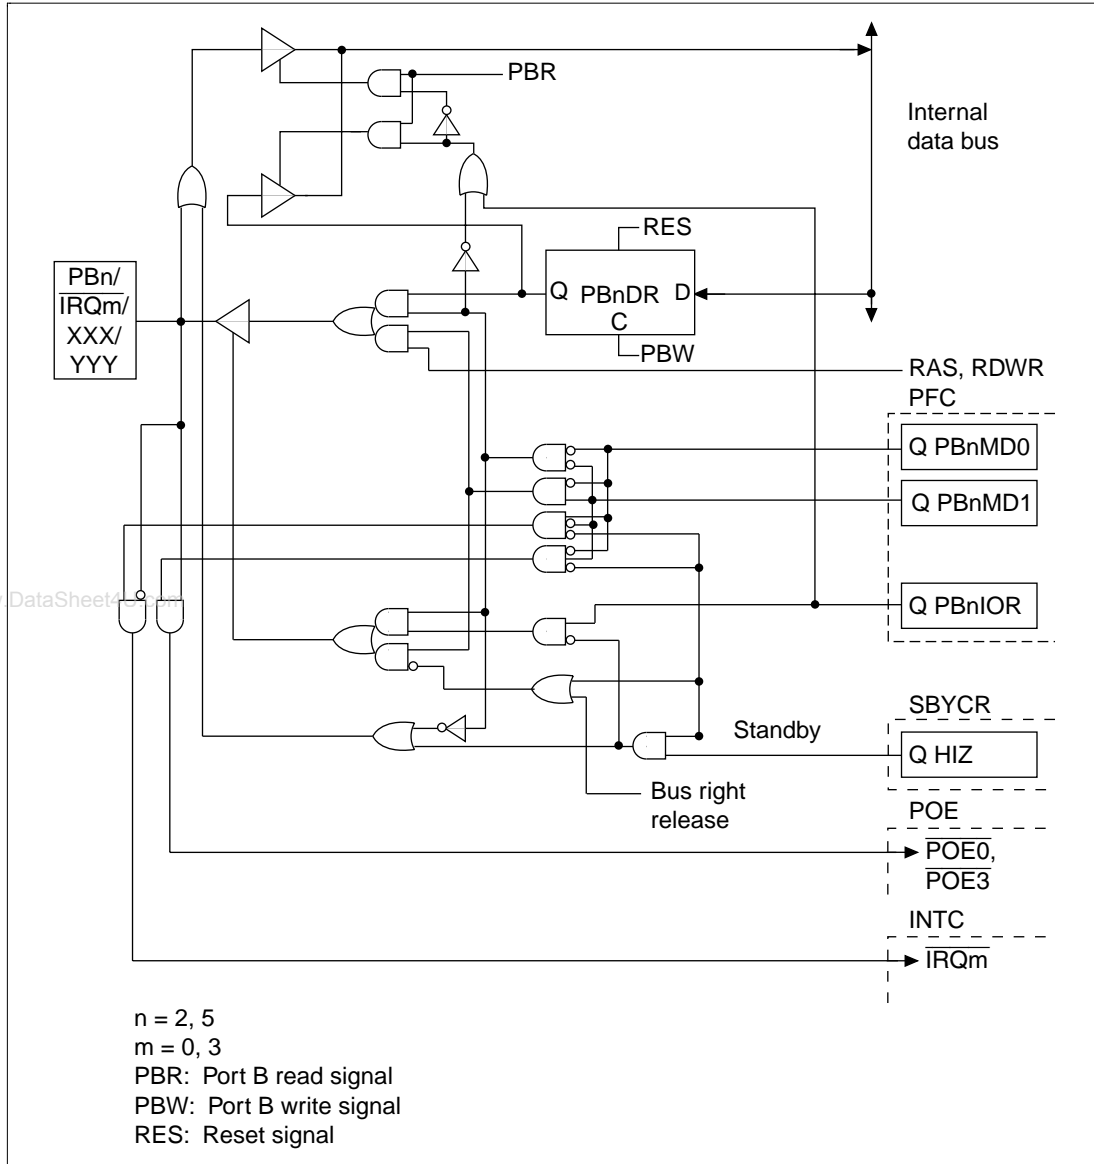 PBR
Internal
data bus
RES
PBn/
IRQm/
XXX/
YYY
Q PBnDR D
C
PBW
RAS, RDWR
PFC
Q PBnMD0
Q PBnMD1
.DataSheet4U.com
Q PBnIOR
SBYCR
Standby
Q HIZ
Bus right
release
POE
POE0,
POE3
INTC
IRQm
n = 2, 5
m = 0, 3
PBR: Port B read signal
PBW: Port B write signal
RES: Reset signal